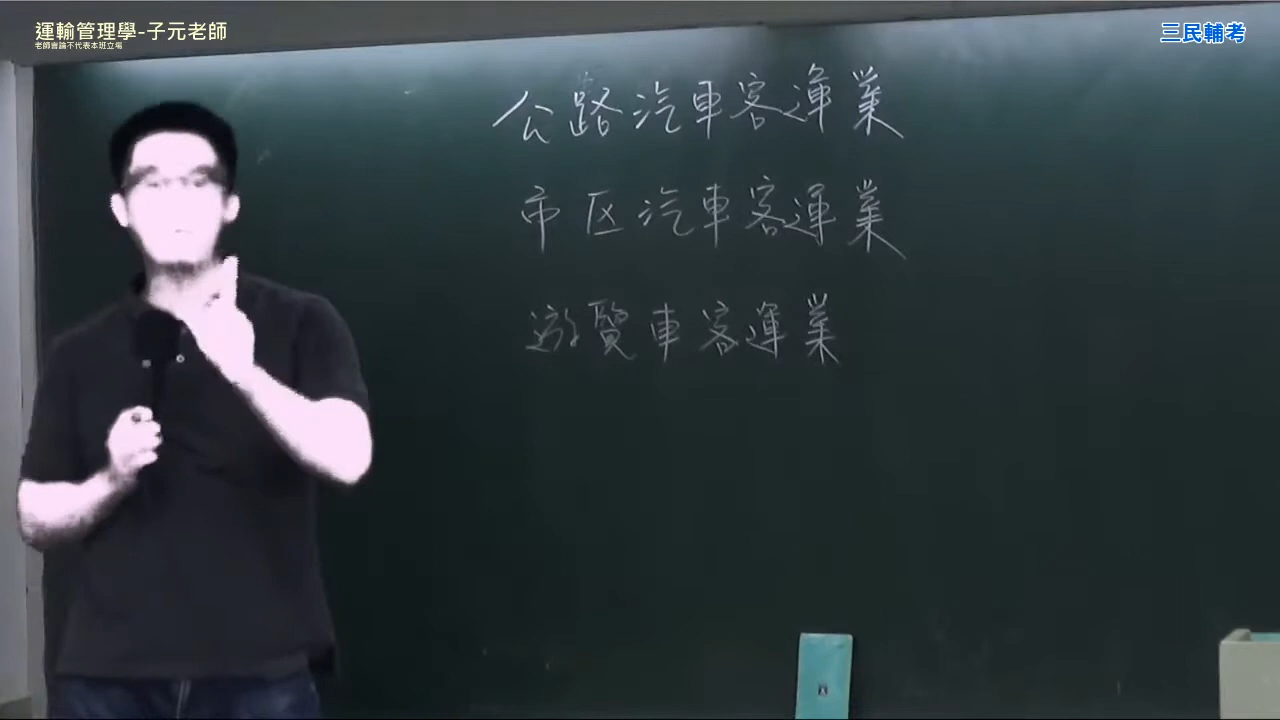 運輸管理學-子元老師
老師言論不代表本班立場
三民輔考
公路汽車客運業
市区汽車客運業
遊覽車客運業